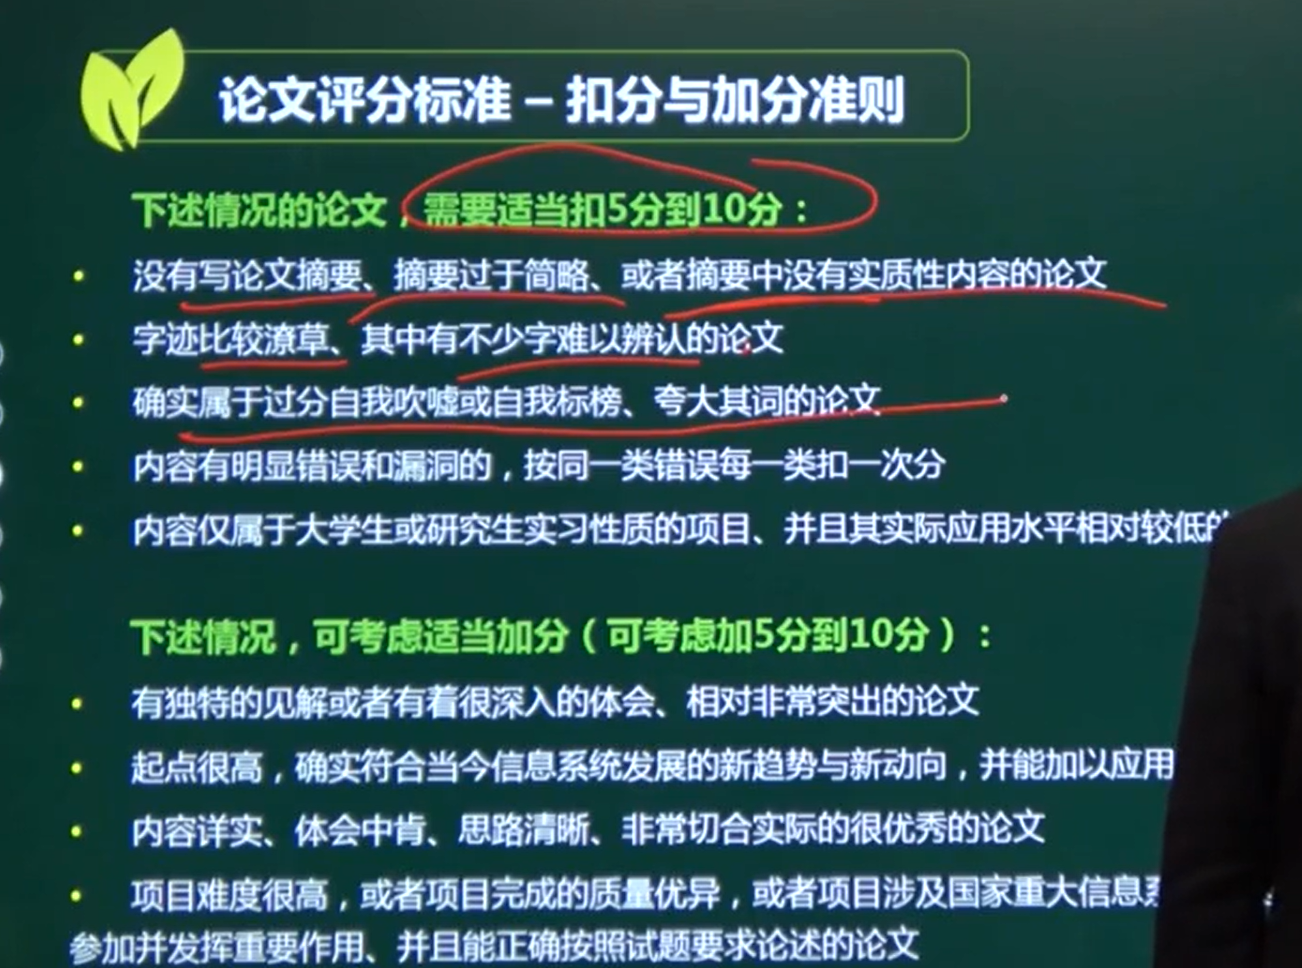 论文评分标准 – 扣分与加分准则
下述情况的论文，需要适当扣5分到10分：
• 没有写论文摘要、摘要过于简略、或者摘要中没有实质性内容的论文
• 字迹比较潦草、其中有不少字难以辨认的论文
• 确实属于过分自我吹嘘或自我标榜、夸大其词的论文
• 内容有明显错误和漏洞的，按同一类错误每一类扣一次分
• 内容仅属于大学生或研究生实习性质的项目、并且其实际应用水平相对较低的
下述情况，可考虑适当加分（可考虑加5分到10分）：
• 有独特的见解或者有着很深入的体会、相对非常突出的论文
• 起点很高，确实符合当今信息系统发展的新趋势与新动向，并能加以应用
• 内容详实、体会中肯、思路清晰、非常切合实际的很优秀的论文
• 项目难度很高，或者项目完成的质量优异，或者项目涉及国家重大信息系
参加并发挥重要作用、并且能正确按照试题要求论述的论文